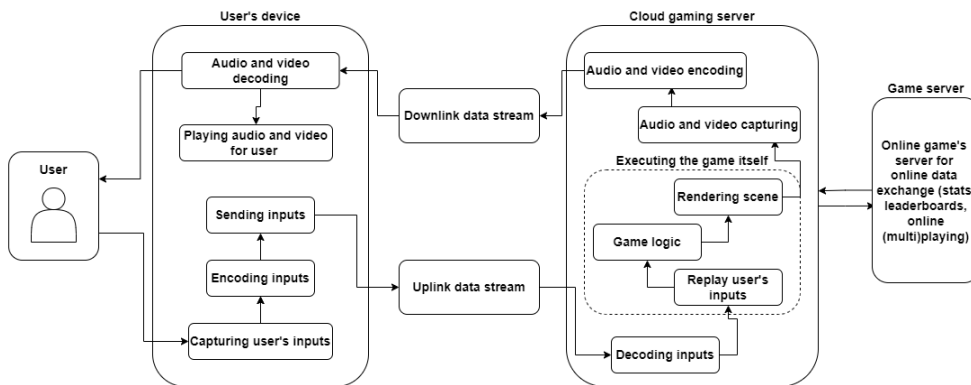 User's device
Cloud gaming server
Audio and video
decoding
Audio and video encoding
Game server
Downlink data stream
Audio and video capturing
Playing audio and video
for user
Online game's
server for
online data
exchange (stats
leaderboards,
online
(multi)playing)
Executing the game itself
User
Rendering scene
Sending inputs
Game logic
Encoding inputs
Uplink data stream
Replay user's
inputs
Capturing user's inputs
Decoding inputs